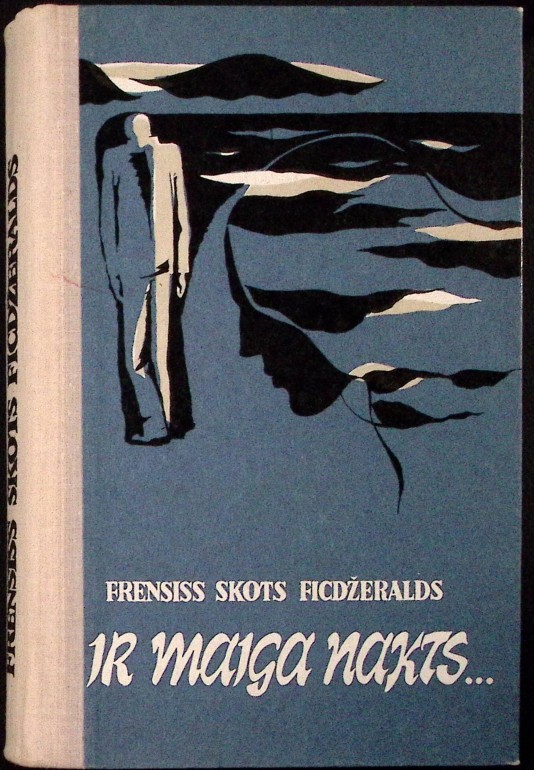 FRENSISS SKOTS FICDŽERALDS
FRENSISS SKOTS FICDŽERALDS
IR MAIGA NAKTS...